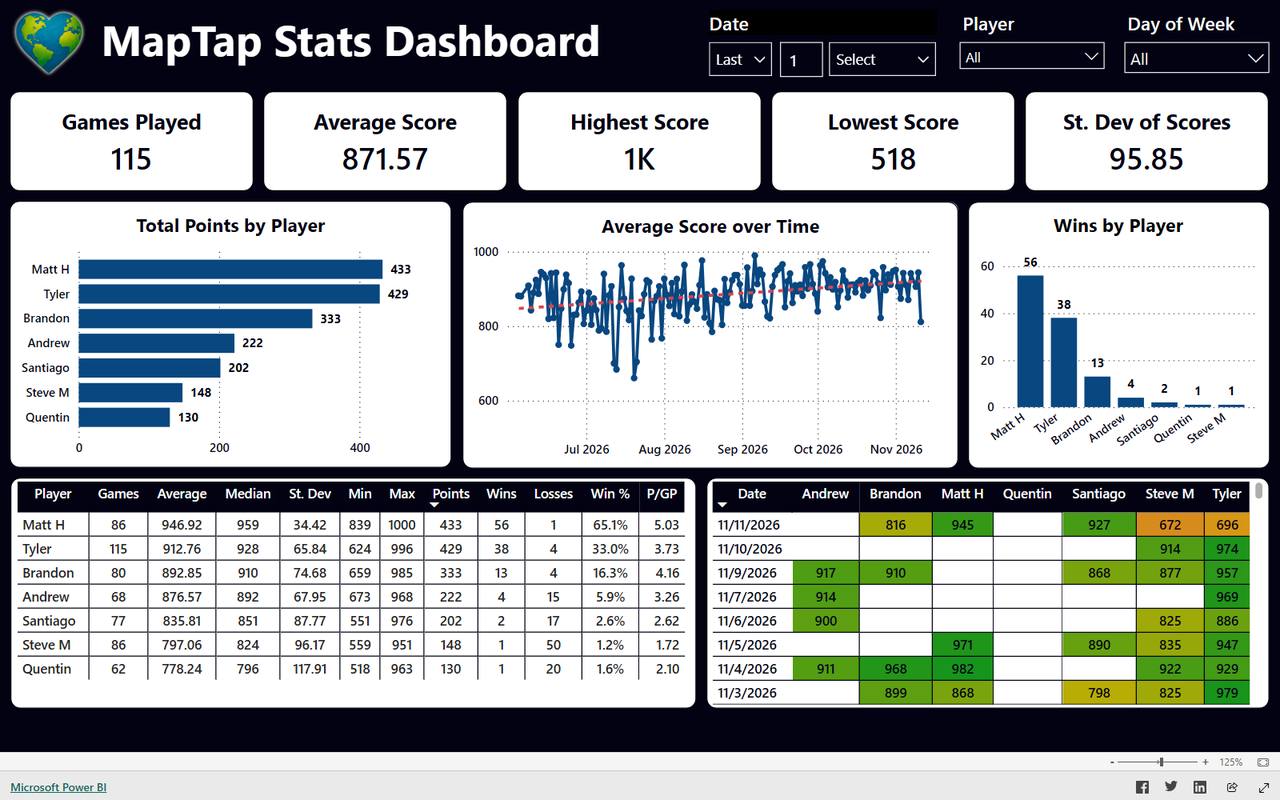 MapTap Stats Dashboard
Date Player Day of Week
Last 1 Select All All
Games Played
115
Average Score
871.57
Highest Score
1K
Lowest Score
518
St. Dev of Scores
95.85
Total Points by Player
Matt H 433
Tyler 429
Brandon 333
Andrew 222
Santiago 202
Steve M 148
Quentin 130
0 200 400
Average Score over Time
1000
800
600
Jul 2026 Aug 2026 Sep 2026 Oct 2026 Nov 2026
Wins by Player
60
40
20
0
56 38 13 4 2 1 1
Matt H Tyler Brandon Andrew Santiago Quentin Steve M
Player Games Average Median St. Dev Min Max Points Wins Losses Win % P/GP
Matt H 86 946.92 959 34.42 839 1000 433 56 1 65.1% 5.03
Tyler 115 912.76 928 65.84 624 996 429 38 4 33.0% 3.73
Brandon 80 892.85 910 74.68 659 985 333 13 4 16.3% 4.16
Andrew 68 876.57 892 67.95 673 968 222 4 15 5.9% 3.26
Santiago 77 835.81 851 87.77 551 976 202 2 17 2.6% 2.62
Steve M 86 797.06 824 96.17 559 951 148 1 50 1.2% 1.72
Quentin 62 778.24 796 117.91 518 963 130 1 20 1.6% 2.10
Date Andrew Brandon Matt H Quentin Santiago Steve M Tyler
11/11/2026 816 945 927 672 696
11/10/2026 914 974
11/9/2026 917 910 868 877 957
11/7/2026 914 969
11/6/2026 900 825 886
11/5/2026 971 890 835 947
11/4/2026 911 968 982 922 929
11/3/2026 899 868 798 825 979
- + 125%
Microsoft Power BI